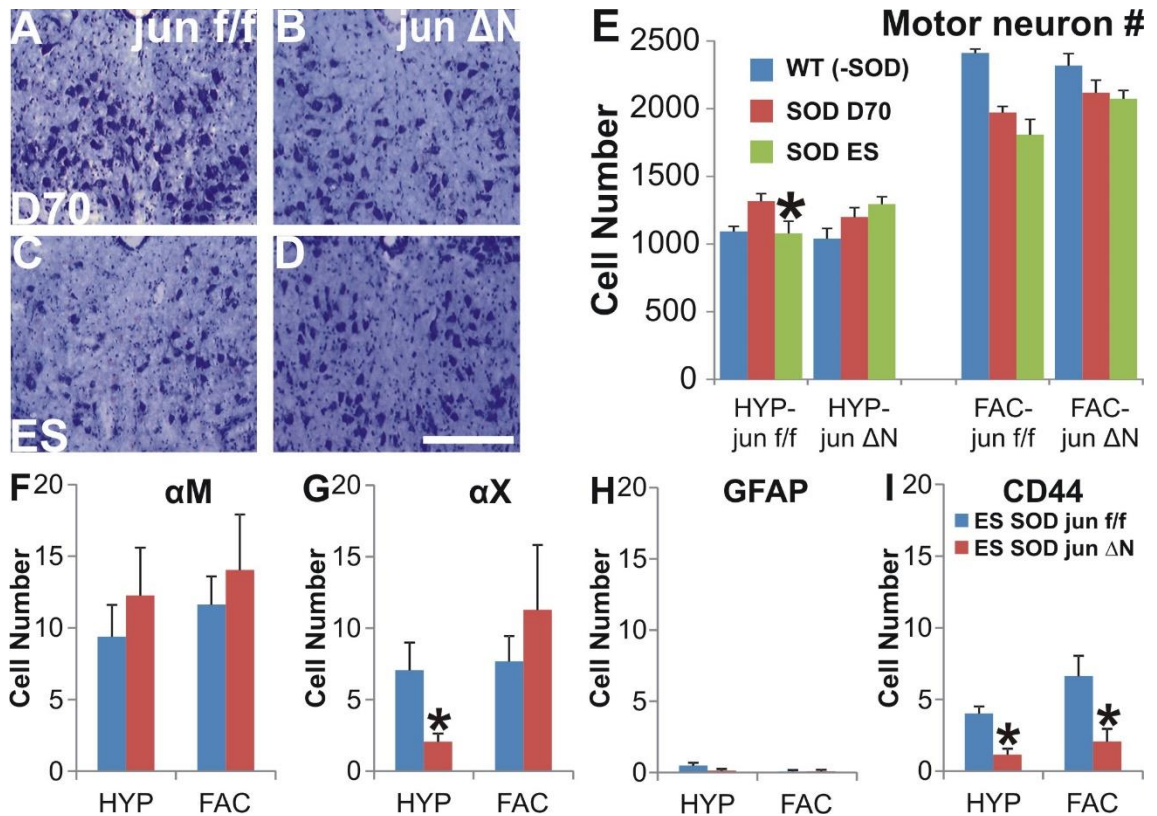 A jun f/f
B jun ΔN
D70
C
ES
D
E Motor neuron #
WT (-SOD)
SOD D70
SOD ES
Cell Number
2500
2000
1500
1000
500
0
*
HYP-
jun f/f
HYP-
jun ΔN
FAC-
jun f/f
FAC-
jun ΔN
F αM
Cell Number
20
15
10
5
0
HYP FAC
G αX
Cell Number
20
15
10
5
0
*
HYP FAC
H GFAP
Cell Number
20
15
10
5
0
HYP FAC
I CD44
ES SOD jun f/f
ES SOD jun ΔN
Cell Number
20
15
10
5
0
* *
HYP FAC